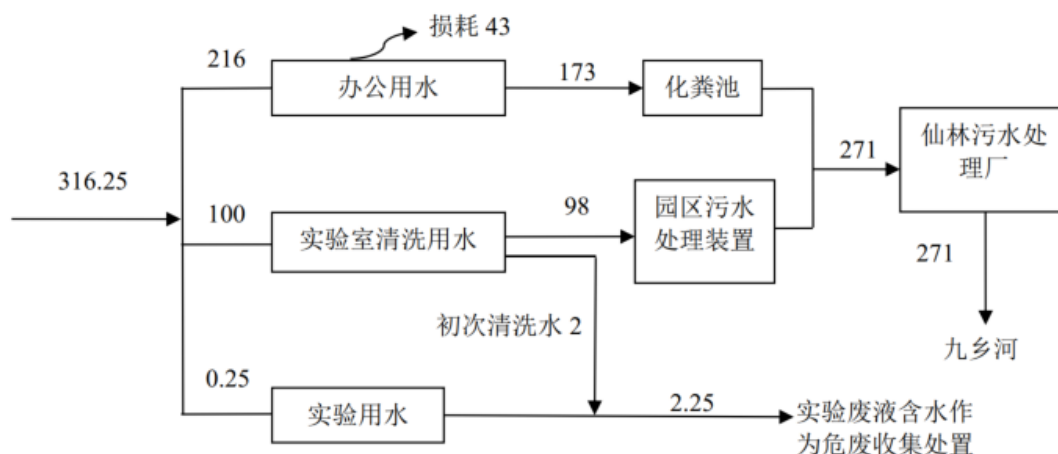 损耗 43
216
办公用水
173
化粪池
仙林污水处
理厂
316.25
271
100
实验室清洗用水
98
园区污水
处理装置
271
初次清洗水 2
九乡河
0.25
实验用水
2.25
实验废液含水作
为危废收集处置